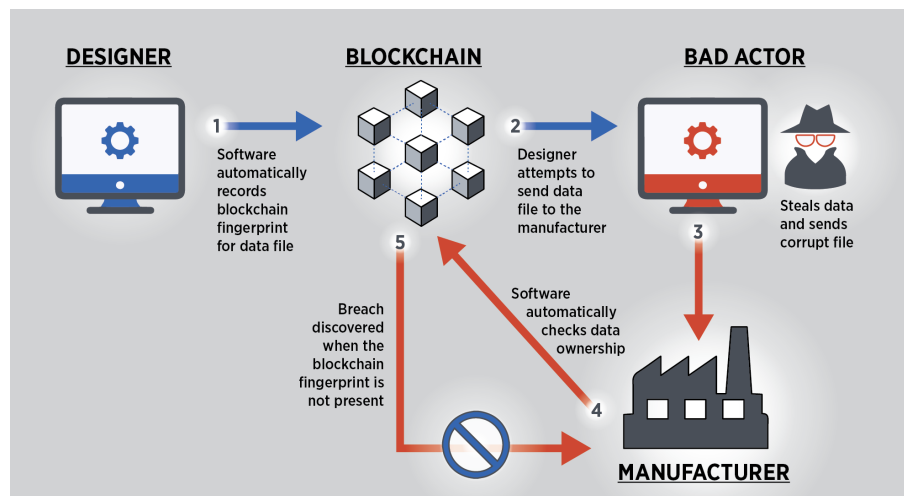 DESIGNER
BLOCKCHAIN
BAD ACTOR
1
Software
automatically
records
blockchain
fingerprint
for data file
2
Designer
attempts to
send data
file to the
manufacturer
Steals data
and sends
corrupt file
3
4
Software
automatically
checks data
ownership
5
Breach
discovered
when the
blockchain
fingerprint is
not present
MANUFACTURER